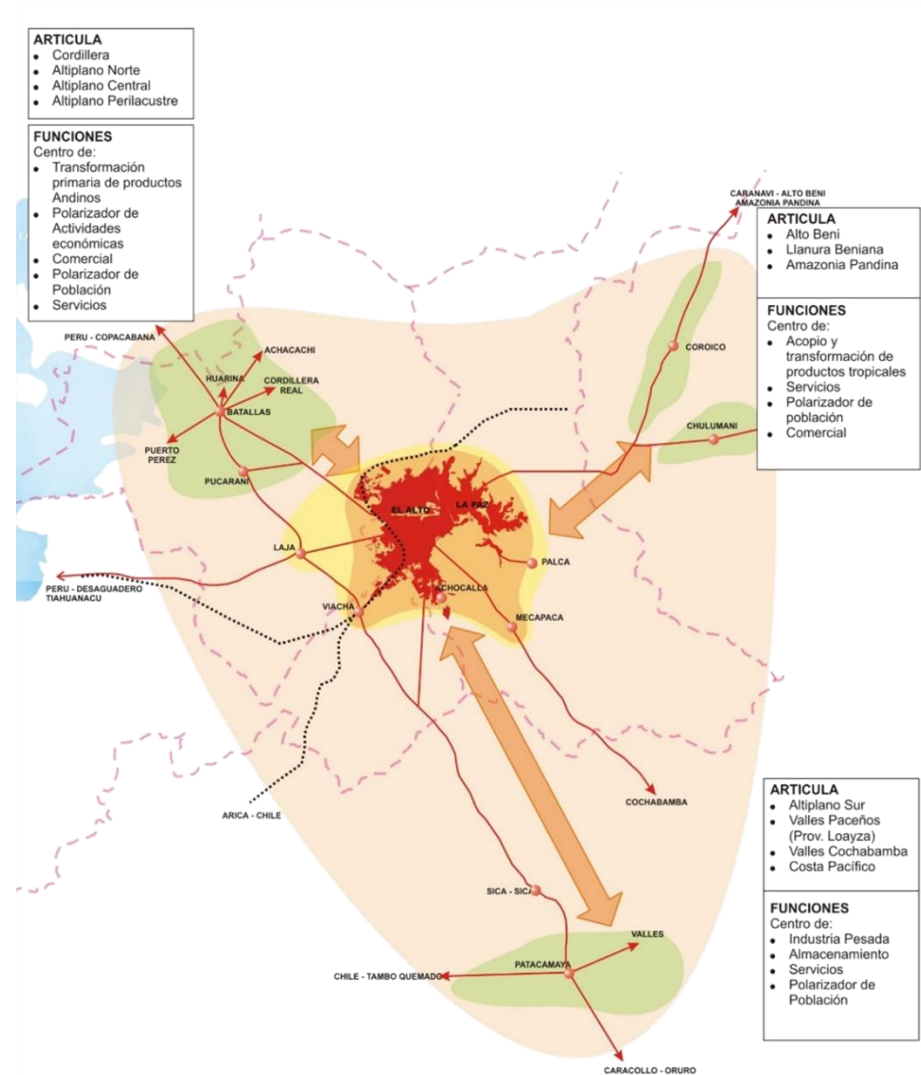 ARTICULA
● Cordillera
● Altiplano Norte
● Altiplano Central
● Altiplano Perilacustre
FUNCIONES
Centro de:
● Transformación
primaria de productos
Andinos
● Polarizador de
Actividades
económicas
● Comercial
● Polarizador de
Población
● Servicios
CARANAVI - ALTO BENI
AMAZONIA PANDINA
ARTICULA
● Alto Beni
● Llanura Beniana
● Amazonia Pandina
FUNCIONES
Centro de:
● Acopio y
transformación de
productos tropicales
● Servicios
● Polarizador de
población
● Comercial
PERU - COPACABANA
ACHACACHI
HUARINA
CORDILLERA
REAL
BATALLAS
PUERTO
PEREZ
PUCARANI
COROICO
CHULUMANI
EL ALTO
LA PAZ
LAJA
PALCA
PERU - DESAGUADERO
TIAHUANACU
VIACHA
ACHOCALLA
MECAPACA
ARICA - CHILE
COCHABAMBA
SICA - SICA
VALLES
PATACAMAYA
CHILE - TAMBO QUEMADO
CARACOLLO - ORURO
ARTICULA
● Altiplano Sur
● Valles Paceños
(Prov. Loayza)
● Valles Cochabamba
● Costa Pacífico
FUNCIONES
Centro de:
● Industria Pesada
● Almacenamiento
● Servicios
● Polarizador de
Población